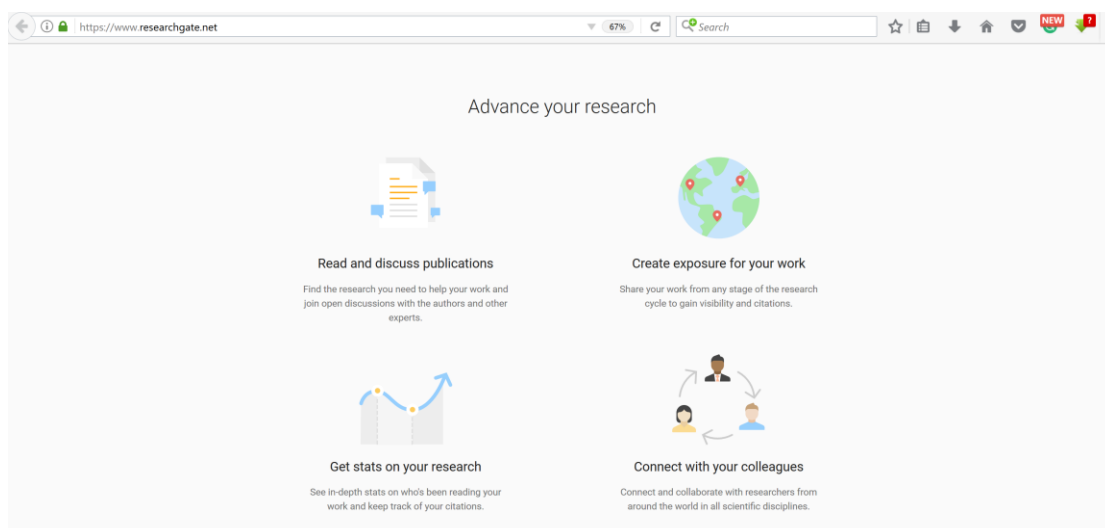 https://www.researchgate.net
67%
Search
NEW
?
Advance your research
Read and discuss publications
Find the research you need to help your work and
join open discussions with the authors and other
experts.
Create exposure for your work
Share your work from any stage of the research
cycle to gain visibility and citations.
Get stats on your research
See in-depth stats on who's been reading your
work and keep track of your citations.
Connect with your colleagues
Connect and collaborate with researchers from
around the world in all scientific disciplines.